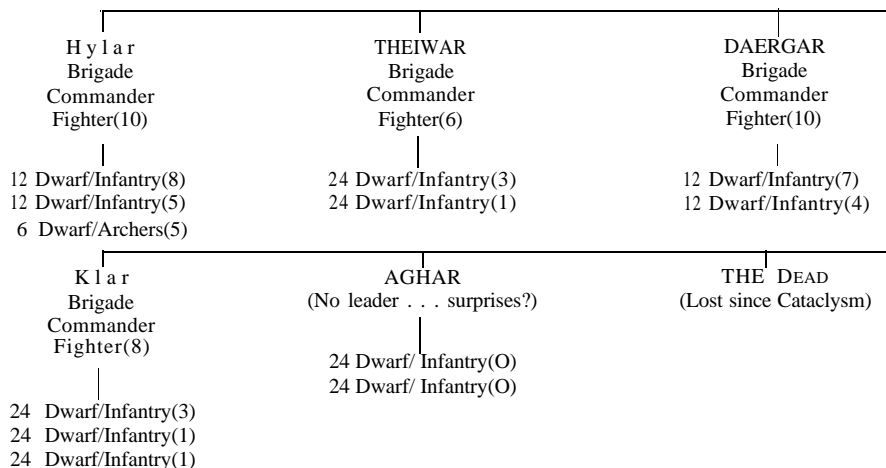 Hylar
Brigade
Commander
Fighter(10)
12 Dwarf/Infantry(8)
12 Dwarf/Infantry(5)
6 Dwarf/Archers(5)
THEIWAR
Brigade
Commander
Fighter(6)
24 Dwarf/Infantry(3)
24 Dwarf/Infantry(1)
DAERGAR
Brigade
Commander
Fighter(10)
12 Dwarf/Infantry(7)
12 Dwarf/Infantry(4)
Klar
Brigade
Commander
Fighter(8)
24 Dwarf/Infantry(3)
24 Dwarf/Infantry(1)
24 Dwarf/Infantry(1)
AGHAR
(No leader . . . surprises?)
24 Dwarf/ Infantry(O)
24 Dwarf/ Infantry(O)
THE DEAD
(Lost since Cataclysm)